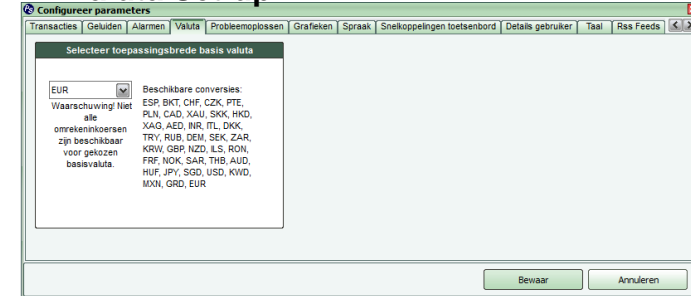 Configureer parameters
Transacties Geluiden Alarmen Valuta Probleemoplossen Grafieken Spraak Snelkoppelingen toetsenbord Details gebruiker Taal Rss Feeds
Selecteer toepassingsbrede basis valuta
EUR
Waarschuwing! Niet
alle
omrekeninkoersen
zijn beschikbaar
voor gekozen
basisvaluta.
Beschikbare conversies:
ESP, BKT, CHF, CZK, PTE,
PLN, CAD, XAU, SKK, HKD,
XAG, AED, INR, ITL, DKK,
TRY, RUB, DEM, SEK, ZAR,
KRW, GBP, NZD, ILS, RON,
FRF, NOK, SAR, THB, AUD,
HUF, JPY, SGD, USD, KWD,
MXN, GRD, EUR
Bewaar Annuleren